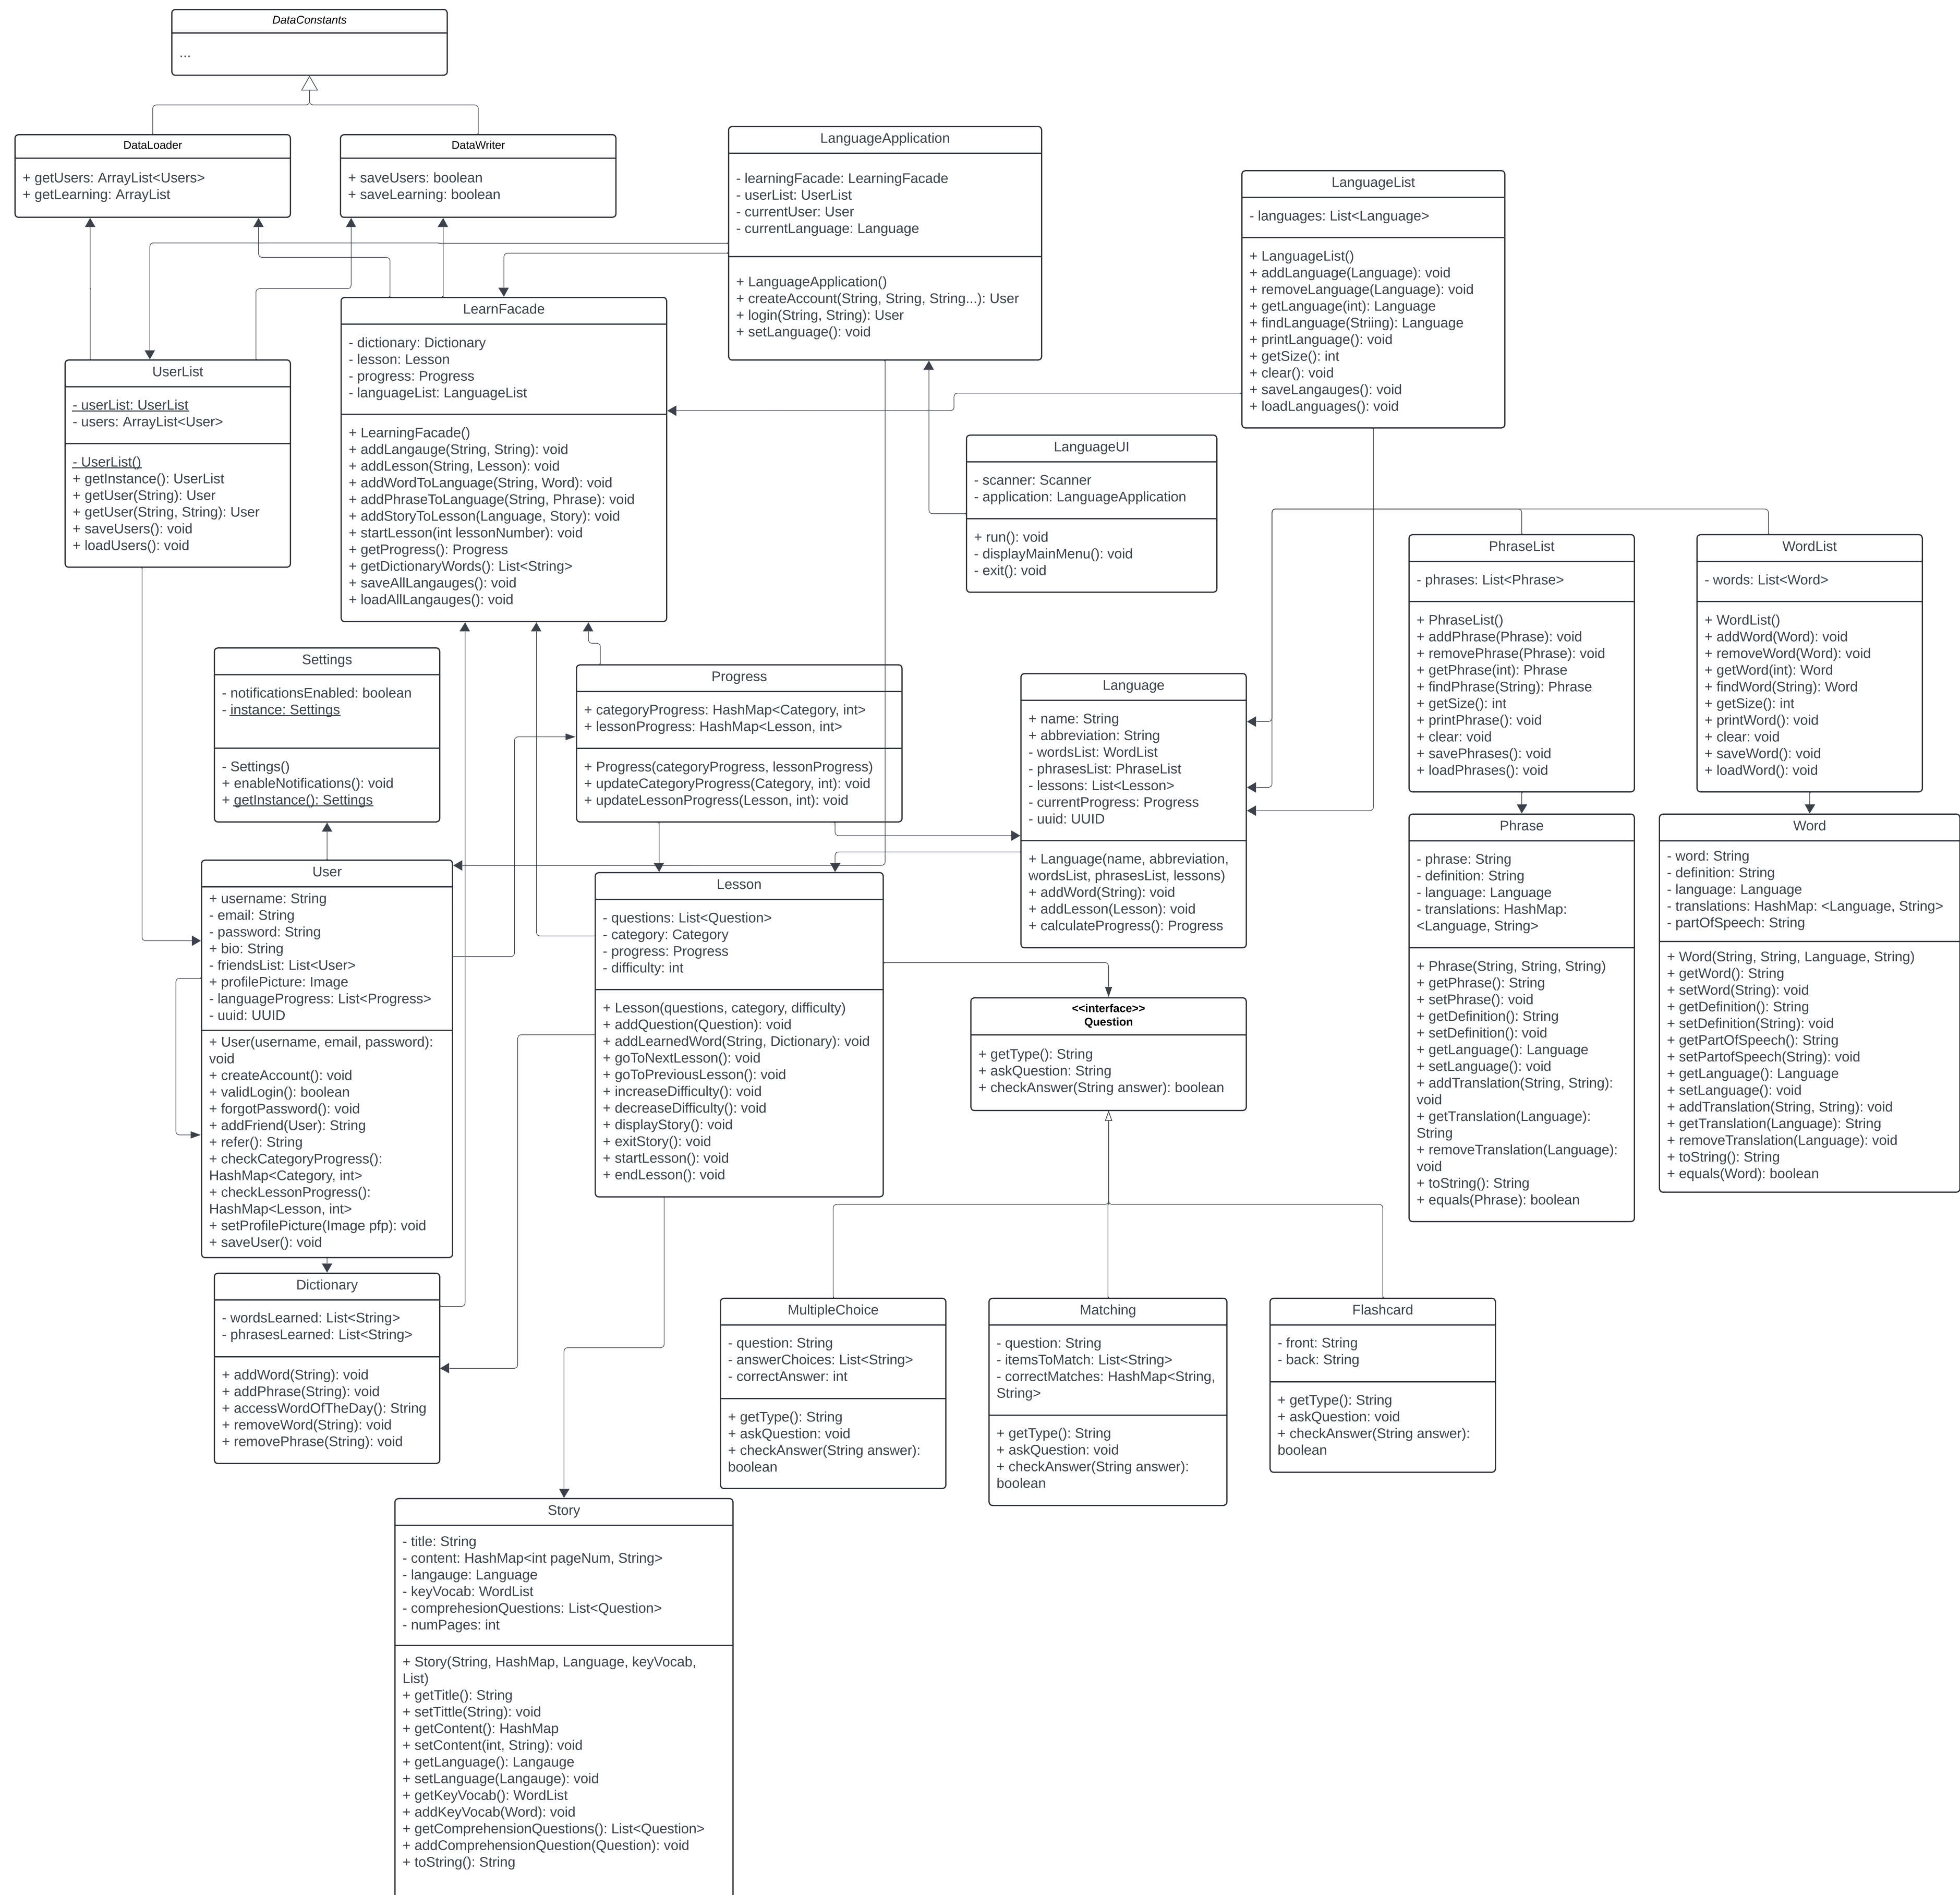 DataConstants
...
DataLoader
+ getUsers: ArrayList<Users>
+ getLearning: ArrayList
DataWriter
+ saveUsers: boolean
+ saveLearning: boolean
LanguageApplication
- learningFacade: LearningFacade
- userList: UserList
- currentUser: User
- currentLanguage: Language
+ LanguageApplication()
+ createAccount(String, String, String...): User
+ login(String, String): User
+ setLanguage(): void
LanguageList
- languages: List<Language>
+ LanguageList()
+ addLanguage(Language): void
+ removeLanguage(Language): void
+ getLanguage(int): Language
+ findLanguage(Striing): Language
+ printLanguage(): void
+ getSize(): int
+ clear(): void
+ saveLangauges(): void
+ loadLanguages(): void
UserList
- userList: UserList
- users: ArrayList<User>
- UserList()
+ getInstance(): UserList
+ getUser(String): User
+ getUser(String, String): User
+ saveUsers(): void
+ loadUsers(): void
LearnFacade
- dictionary: Dictionary
- lesson: Lesson
- progress: Progress
- languageList: LanguageList
+ LearningFacade()
+ addLangauge(String, String): void
+ addLesson(String, Lesson): void
+ addWordToLanguage(String, Word): void
+ addPhraseToLanguage(String, Phrase): void
+ addStoryToLesson(Language, Story): void
+ startLesson(int lessonNumber): void
+ getProgress(): Progress
+ getDictionaryWords(): List<String>
+ saveAllLangauges(): void
+ loadAllLangauges(): void
LanguageUI
- scanner: Scanner
- application: LanguageApplication
+ run(): void
- displayMainMenu(): void
- exit(): void
PhraseList
- phrases: List<Phrase>
+ PhraseList()
+ addPhrase(Phrase): void
+ removePhrase(Phrase): void
+ getPhrase(int): Phrase
+ findPhrase(String): Phrase
+ getSize(): int
+ printPhrase(): void
+ clear: void
+ savePhrases(): void
+ loadPhrases(): void
WordList
- words: List<Word>
+ WordList()
+ addWord(Word): void
+ removeWord(Word): void
+ getWord(int): Word
+ findWord(String): Word
+ getSize(): int
+ printWord(): void
+ clear: void
+ saveWord(): void
+ loadWord(): void
Settings
- notificationsEnabled: boolean
- instance: Settings
- Settings()
+ enableNotifications(): void
+ getInstance(): Settings
Progress
+ categoryProgress: HashMap<Category, int>
+ lessonProgress: HashMap<Lesson, int>
+ Progress(categoryProgress, lessonProgress)
+ updateCategoryProgress(Category, int): void
+ updateLessonProgress(Lesson, int): void
Language
+ name: String
+ abbreviation: String
- wordsList: WordList
- phrasesList: PhraseList
- lessons: List<Lesson>
- currentProgress: Progress
- uuid: UUID
+ Language(name, abbreviation,
wordsList, phrasesList, lessons)
+ addWord(String): void
+ addLesson(Lesson): void
+ calculateProgress(): Progress
Phrase
- phrase: String
- definition: String
- language: Language
- translations: HashMap:
<Language, String>
+ Phrase(String, String, String)
+ getPhrase(): String
+ setPhrase(): void
+ getDefinition(): String
+ setDefinition(): void
+ getLanguage(): Language
+ setLanguage(): void
+ addTranslation(String, String):
void
+ getTranslation(Language):
String
+ removeTranslation(Language):
void
+ toString(): String
+ equals(Phrase): boolean
Word
- word: String
- definition: String
- language: Language
- translations: HashMap: <Language, String>
- partOfSpeech: String
+ Word(String, String, Language, String)
+ getWord(): String
+ setWord(String): void
+ getDefinition(): String
+ setDefinition(String): void
+ getPartOfSpeech(): String
+ setPartofSpeech(String): void
+ getLanguage(): Language
+ setLanguage(): void
+ addTranslation(String, String): void
+ getTranslation(Language): String
+ removeTranslation(Language): void
+ toString(): String
+ equals(Word): boolean
User
+ username: String
- email: String
- password: String
+ bio: String
- friendsList: List<User>
+ profilePicture: Image
- languageProgress: List<Progress>
- uuid: UUID
+ User(username, email, password):
void
+ createAccount(): void
+ validLogin(): boolean
+ forgotPassword(): void
+ addFriend(User): String
+ refer(): String
+ checkCategoryProgress():
HashMap<Category, int>
+ checkLessonProgress():
HashMap<Lesson, int>
+ setProfilePicture(Image pfp): void
+ saveUser(): void
Lesson
- questions: List<Question>
- category: Category
- progress: Progress
- difficulty: int
+ Lesson(questions, category, difficulty)
+ addQuestion(Question): void
+ addLearnedWord(String, Dictionary): void
+ goToNextLesson(): void
+ goToPreviousLesson(): void
+ increaseDifficulty(): void
+ decreaseDifficulty(): void
+ displayStory(): void
+ exitStory(): void
+ startLesson(): void
+ endLesson(): void
<<interface>>
Question
+ getType(): String
+ askQuestion: String
+ checkAnswer(String answer): boolean
Dictionary
- wordsLearned: List<String>
- phrasesLearned: List<String>
+ addWord(String): void
+ addPhrase(String): void
+ accessWordOfTheDay(): String
+ removeWord(String): void
+ removePhrase(String): void
MultipleChoice
- question: String
- answerChoices: List<String>
- correctAnswer: int
+ getType(): String
+ askQuestion: void
+ checkAnswer(String answer):
boolean
Matching
- question: String
- itemsToMatch: List<String>
- correctMatches: HashMap<String,
String>
+ getType(): String
+ askQuestion: void
+ checkAnswer(String answer):
boolean
Flashcard
- front: String
- back: String
+ getType(): String
+ askQuestion: void
+ checkAnswer(String answer):
boolean
Story
- title: String
- content: HashMap<int pageNum, String>
- langauge: Language
- keyVocab: WordList
- comprehesionQuestions: List<Question>
- numPages: int
+ Story(String, HashMap, Language, keyVocab,
List)
+ getTitle(): String
+ setTittle(String): void
+ getContent(): HashMap
+ setContent(int, String): void
+ getLanguage(): Langauge
+ setLanguage(Langauge): void
+ getKeyVocab(): WordList
+ addKeyVocab(Word): void
+ getComprehensionQuestions(): List<Question>
+ addComprehensionQuestion(Question): void
+ toString(): String